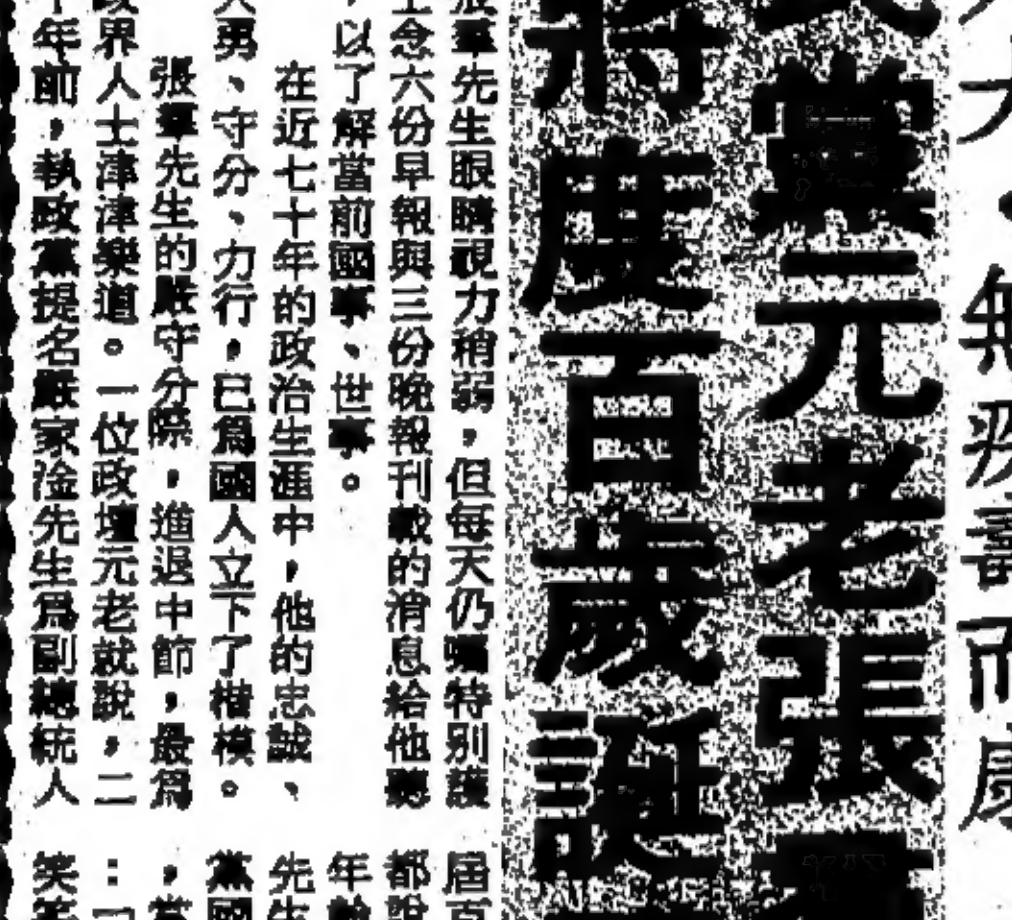 無疾壽而康
黨元老張
將度百歲誕
張羣先生眼睛視力稍弱，但每天仍囑特別護
念六份早報與三份晚報刊載的消息給他聽
，以了解當前國事、世事。
在近七十年的政治生涯中，他的忠誠、
勇、守分、力行，已爲國人立下了楷模。
張羣先生的嚴守分際，進退中節，最爲
政界人士津津樂道。一位政壇元老就說，二
年前，執政黨提名嚴家淦先生爲副總統人
屆百
都說
年齡
先生
黨國
，當
：「
笑笑